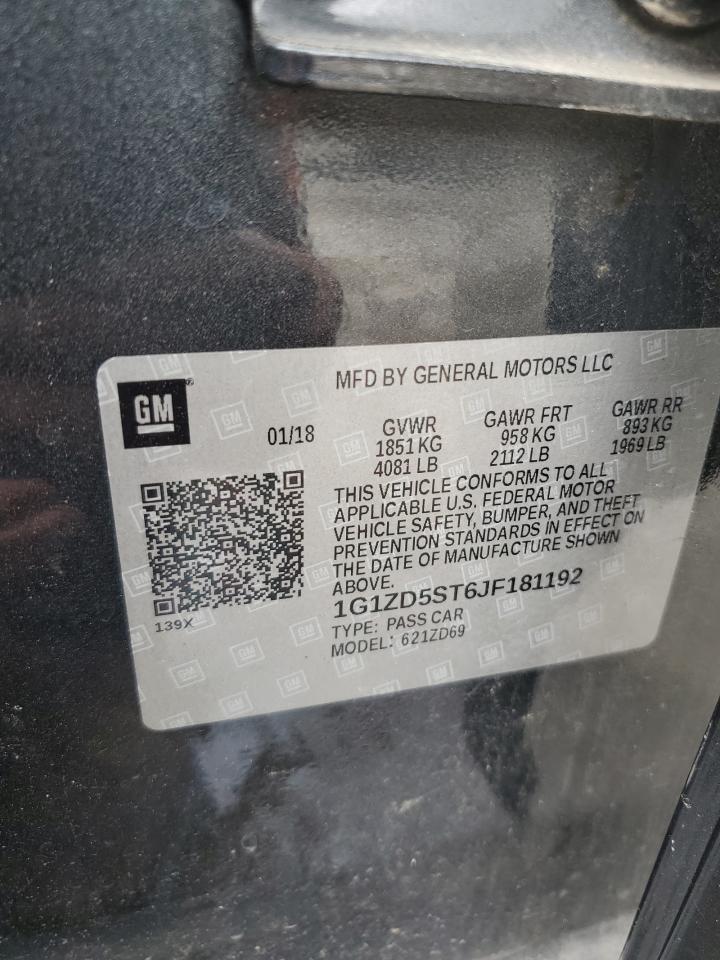 MFD BY GENERAL MOTORS LLC
GM®
01/18
GVWR
1851 KG
4081 LB
GAWR FRT
958 KG
2112 LB
GAWR RR
893 KG
1969 LB
THIS VEHICLE CONFORMS TO ALL
APPLICABLE U.S. FEDERAL MOTOR
VEHICLE SAFETY, BUMPER, AND THEFT
PREVENTION STANDARDS IN EFFECT ON
THE DATE OF MANUFACTURE SHOWN
ABOVE.
1G1ZD5ST6JF181192
TYPE: PASS CAR
MODEL: 621ZD69
139X